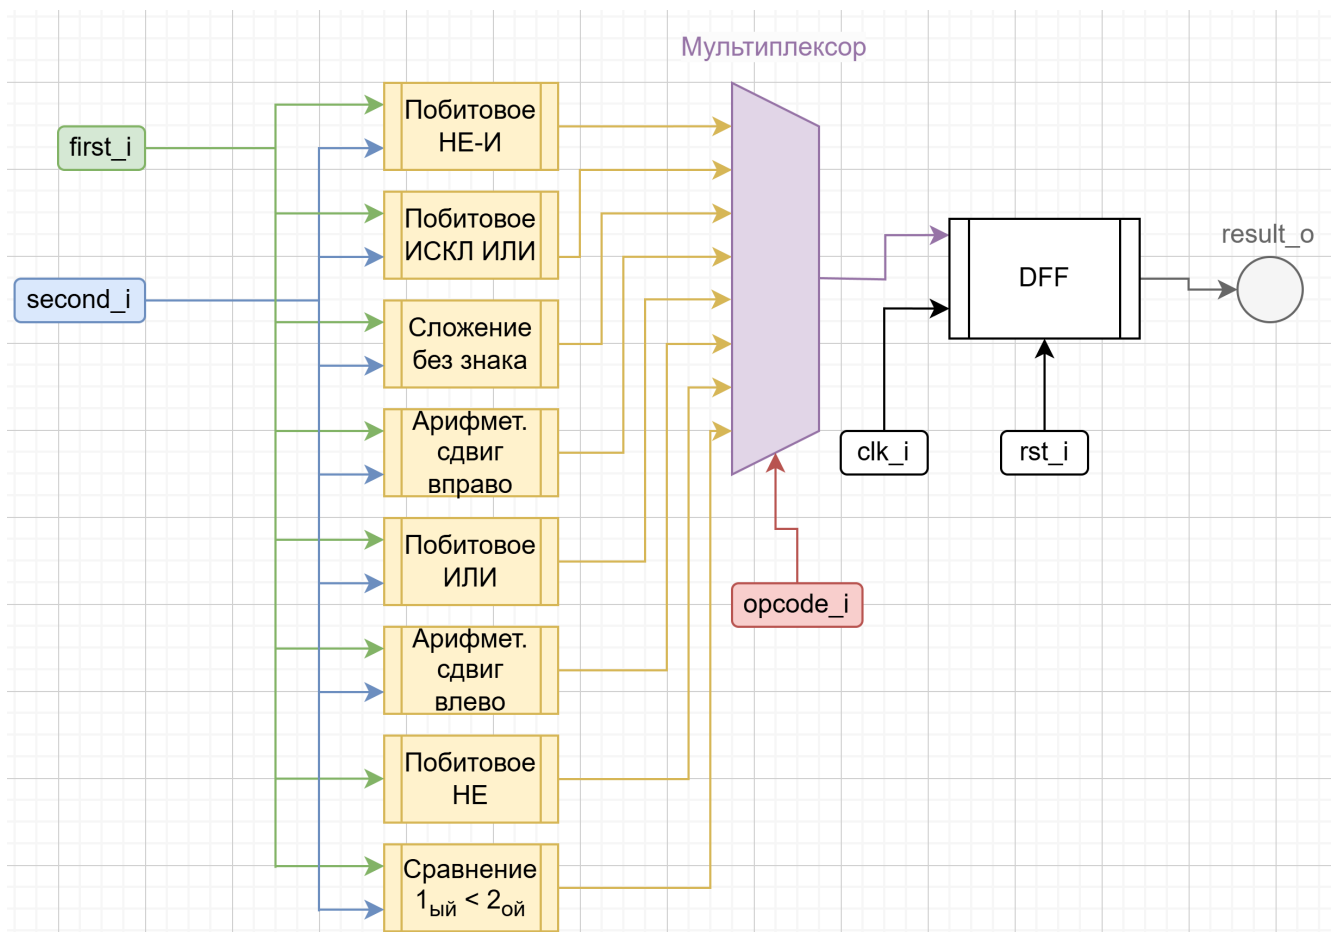 Мультиплексор
first_i
second_i
Побитовое
НЕ-И
Побитовое
ИСКЛ ИЛИ
Сложение
без знака
Арифмет.
сдвиг
вправо
Побитовое
ИЛИ
Арифмет.
сдвиг
влево
Побитовое
НЕ
Сравнение
1ый < 2ой
opcode_i
DFF
clk_i
rst_i
result_o